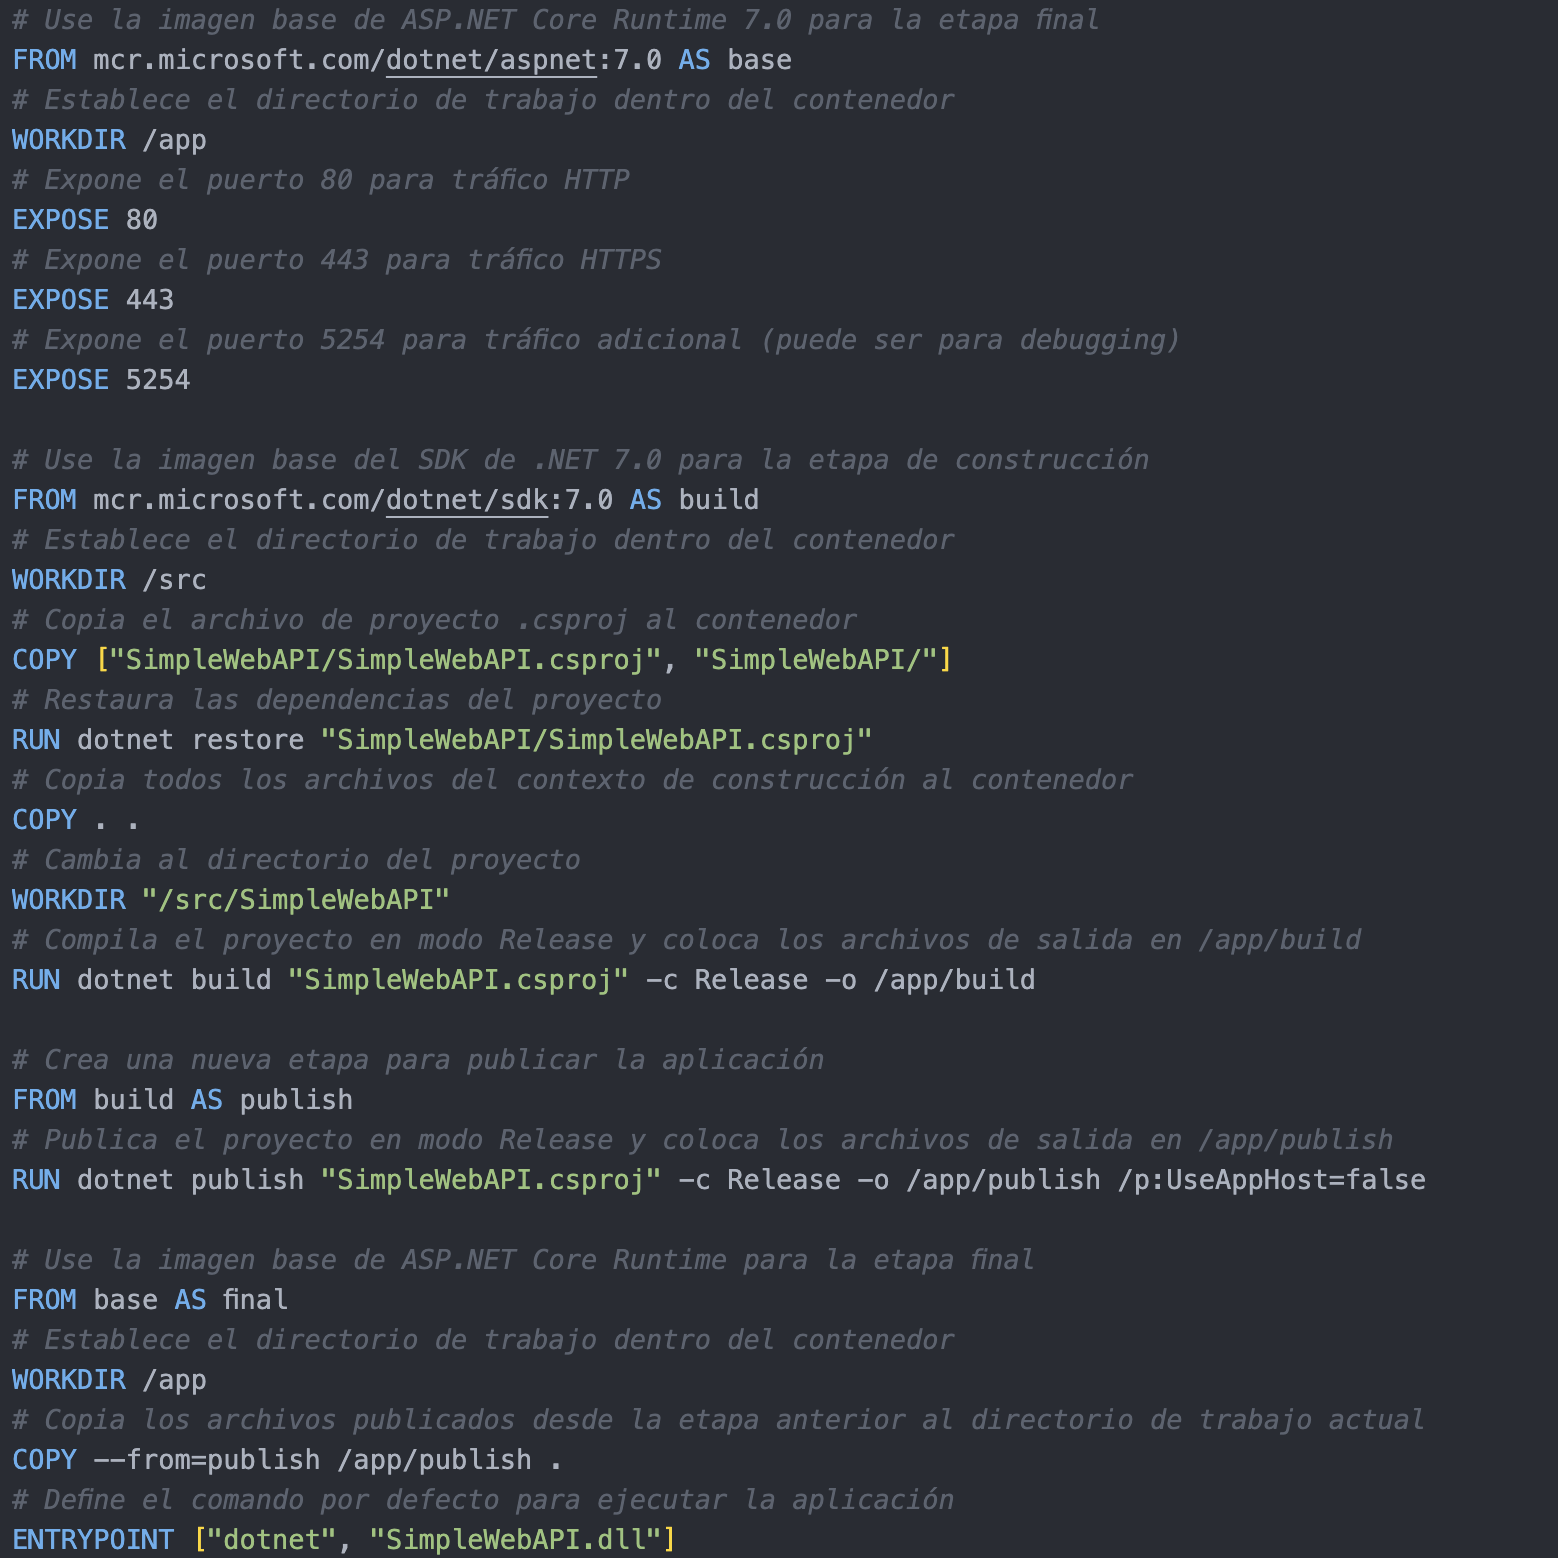 # Use la imagen base de ASP.NET Core Runtime 7.0 para la etapa final
FROM mcr.microsoft.com/dotnet/aspnet:7.0 AS base
# Establece el directorio de trabajo dentro del contenedor
WORKDIR /app
# Expone el puerto 80 para tráfico HTTP
EXPOSE 80
# Expone el puerto 443 para tráfico HTTPS
EXPOSE 443
# Expone el puerto 5254 para tráfico adicional (puede ser para debugging)
EXPOSE 5254

# Use la imagen base del SDK de .NET 7.0 para la etapa de construcción
FROM mcr.microsoft.com/dotnet/sdk:7.0 AS build
# Establece el directorio de trabajo dentro del contenedor
WORKDIR /src
# Copia el archivo de proyecto .csproj al contenedor
COPY ["SimpleWebAPI/SimpleWebAPI.csproj", "SimpleWebAPI/"]
# Restaura las dependencias del proyecto
RUN dotnet restore "SimpleWebAPI/SimpleWebAPI.csproj"
# Copia todos los archivos del contexto de construcción al contenedor
COPY . .
# Cambia al directorio del proyecto
WORKDIR "/src/SimpleWebAPI"
# Compila el proyecto en modo Release y coloca los archivos de salida en /app/build
RUN dotnet build "SimpleWebAPI.csproj" -c Release -o /app/build

# Crea una nueva etapa para publicar la aplicación
FROM build AS publish
# Publica el proyecto en modo Release y coloca los archivos de salida en /app/publish
RUN dotnet publish "SimpleWebAPI.csproj" -c Release -o /app/publish /p:UseAppHost=false

# Use la imagen base de ASP.NET Core Runtime para la etapa final
FROM base AS final
# Establece el directorio de trabajo dentro del contenedor
WORKDIR /app
# Copia los archivos publicados desde la etapa anterior al directorio de trabajo actual
COPY --from=publish /app/publish .
# Define el comando por defecto para ejecutar la aplicación
ENTRYPOINT ["dotnet", "SimpleWebAPI.dll"]